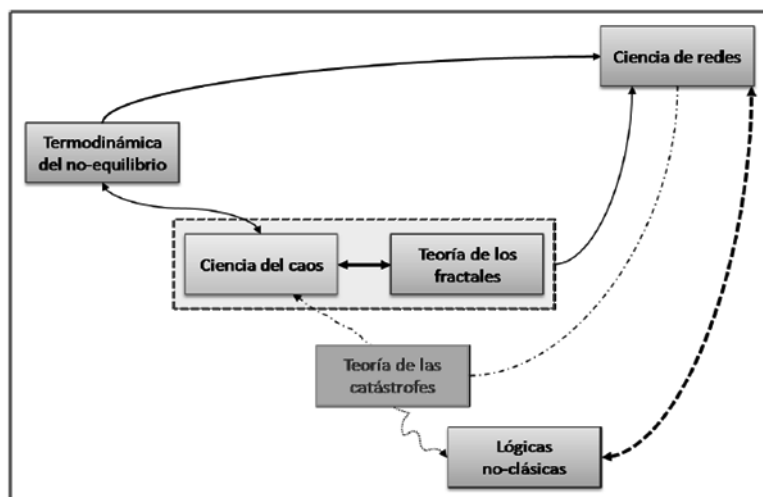 Ciencia de redes
Termodinámica
del no-equilibrio
Ciencia del caos
Teoría de los
fractales
Teoría de las
catástrofes
Lógicas
no-clásicas